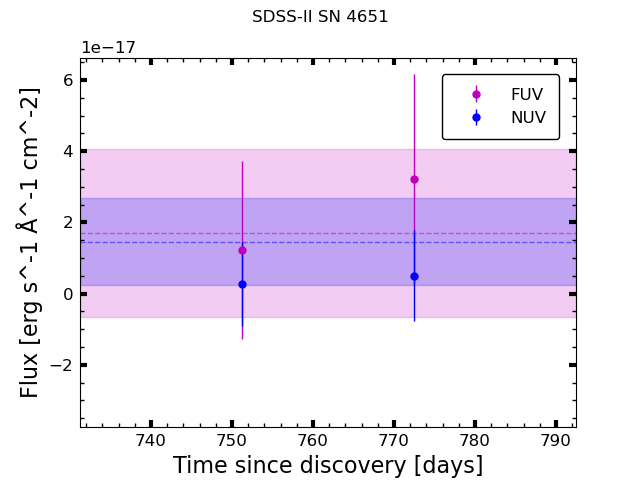 SDSS-II SN 4651
1e−17
6
4
2
0
−2
FUV
NUV
Flux [erg s^-1 Å^-1 cm^-2]
740 750 760 770 780 790
Time since discovery [days]